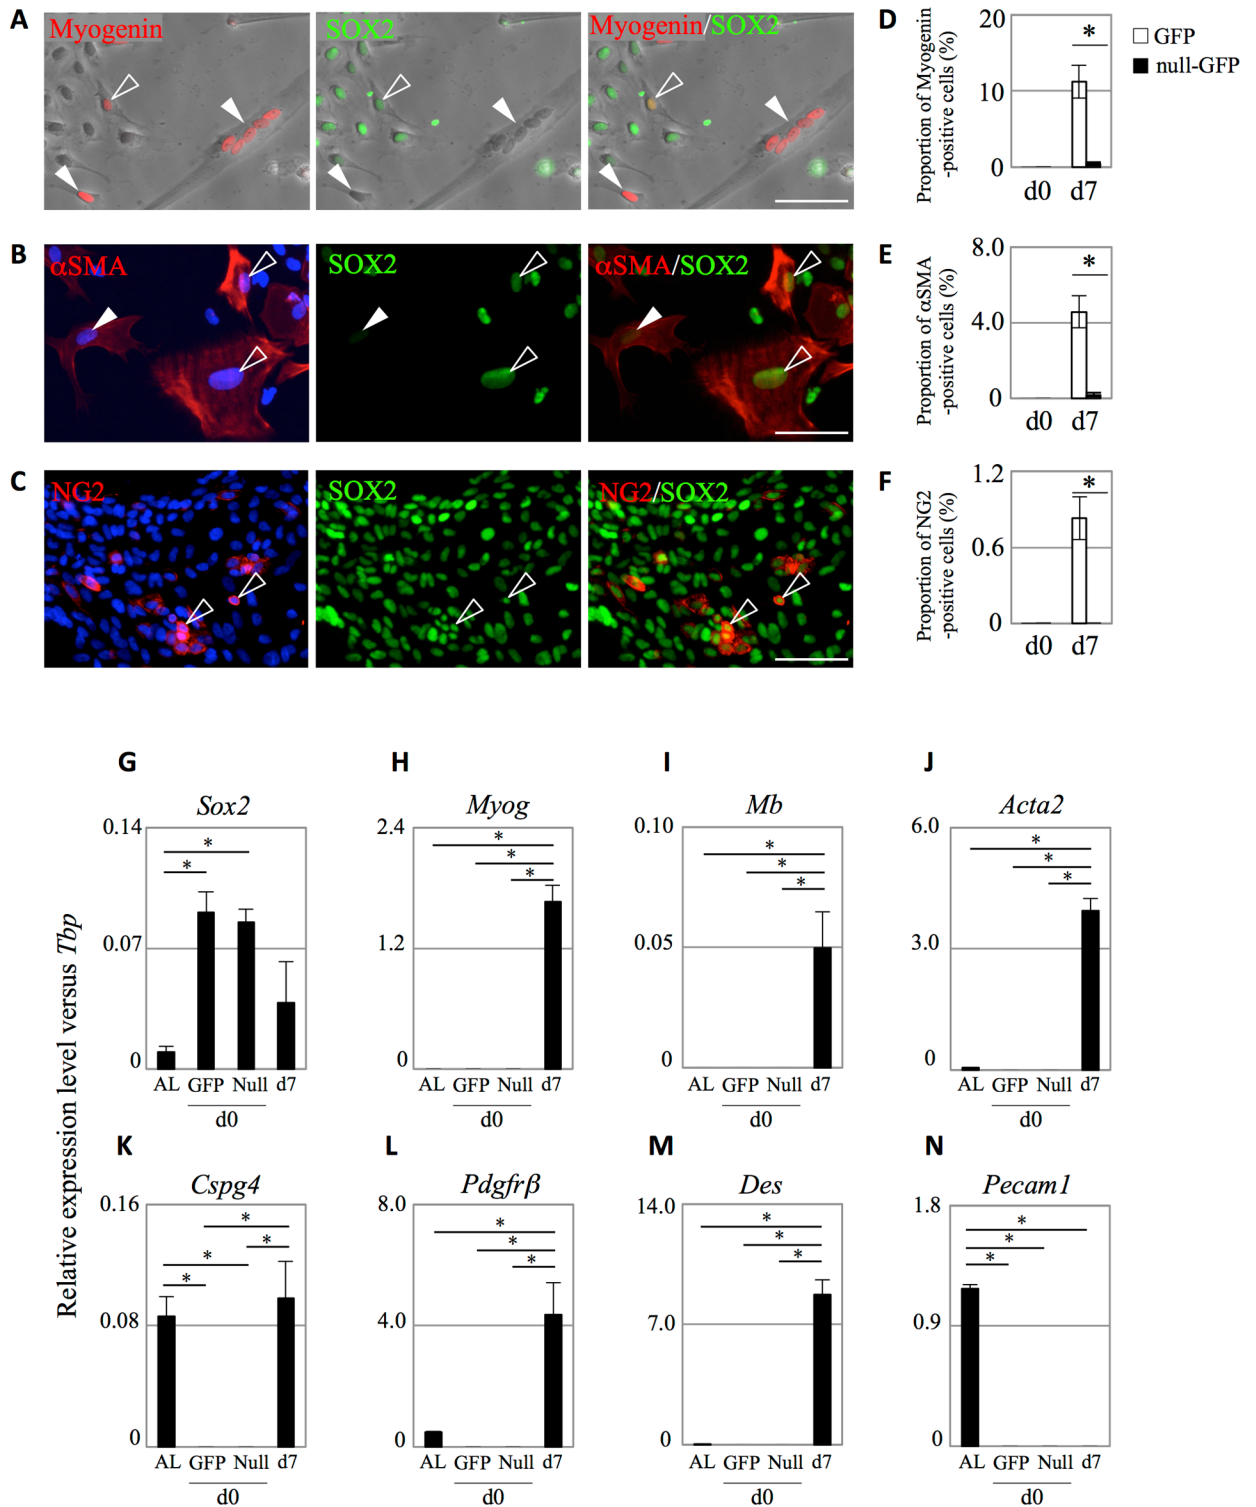 A
Myogenin
SOX2
Myogenin/SOX2
D
Proportion of Myogenin
-positive cells (%)
20
10
0
*
d0 d7
GFP
null-GFP
B
αSMA
SOX2
αSMA/SOX2
E
Proportion of αSMA
-positive cells (%)
8.0
4.0
0
*
d0 d7
C
NG2
SOX2
NG2/SOX2
F
Proportion of NG2
-positive cells (%)
1.2
0.6
0
*
d0 d7
Relative expression level versus Tbp
G
Sox2
0.14
0.07
0
*
*
AL GFP Null d7
d0
H
Myog
2.4
1.2
0
*
*
*
AL GFP Null d7
d0
I
Mb
0.10
0.05
0
*
*
*
AL GFP Null d7
d0
J
Acta2
6.0
3.0
0
*
*
*
AL GFP Null d7
d0
K
Cspg4
0.16
0.08
0
*
*
*
*
AL GFP Null d7
d0
L
Pdgfrβ
8.0
4.0
0
*
*
*
AL GFP Null d7
d0
M
Des
14.0
7.0
0
*
*
*
AL GFP Null d7
d0
N
Pecam1
1.8
0.9
0
*
*
*
AL GFP Null d7
d0